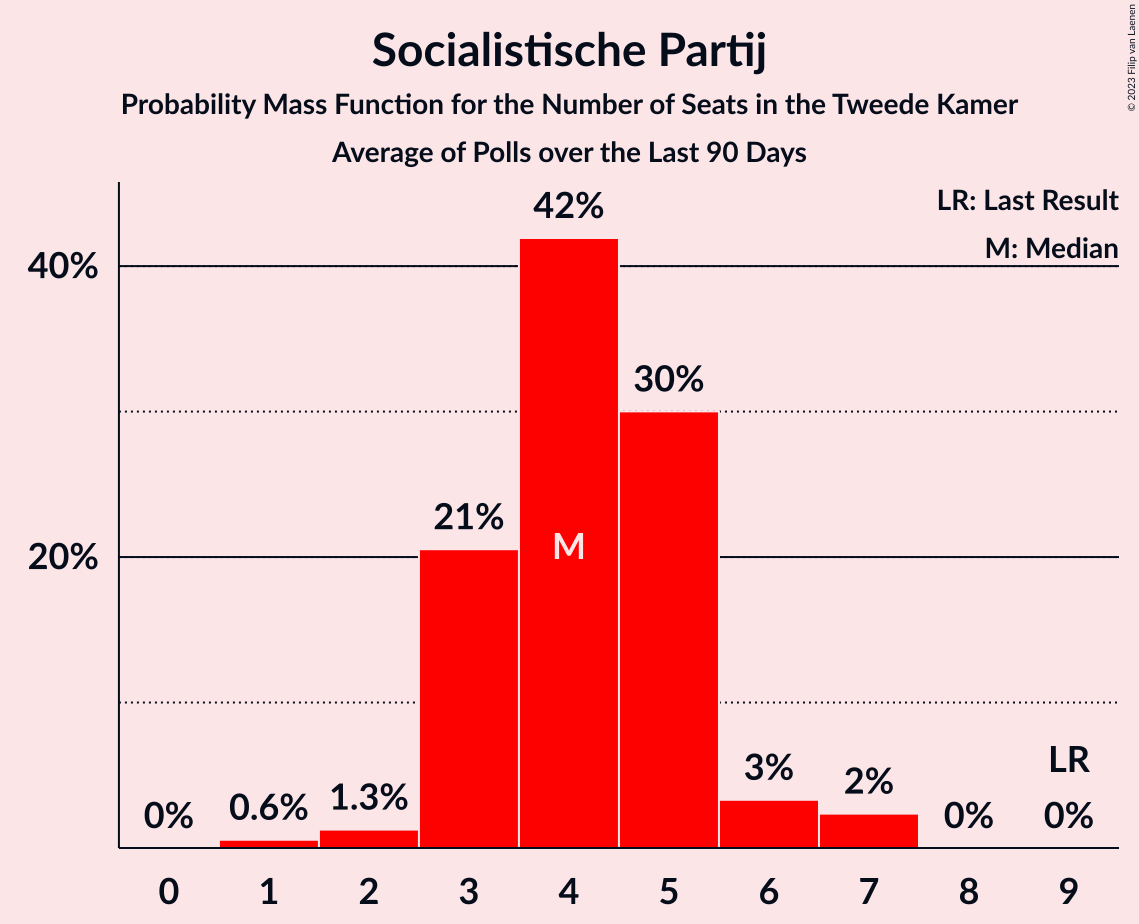 Socialistische Partij
Probability Mass Function for the Number of Seats in the Tweede Kamer
Average of Polls over the Last 90 Days
© 2023 Filip van Laenen
LR: Last Result
M: Median
40%
20%
0%
0.6%
1.3%
21%
42%
M
30%
3%
2%
0%
LR
0%
0 1 2 3 4 5 6 7 8 9